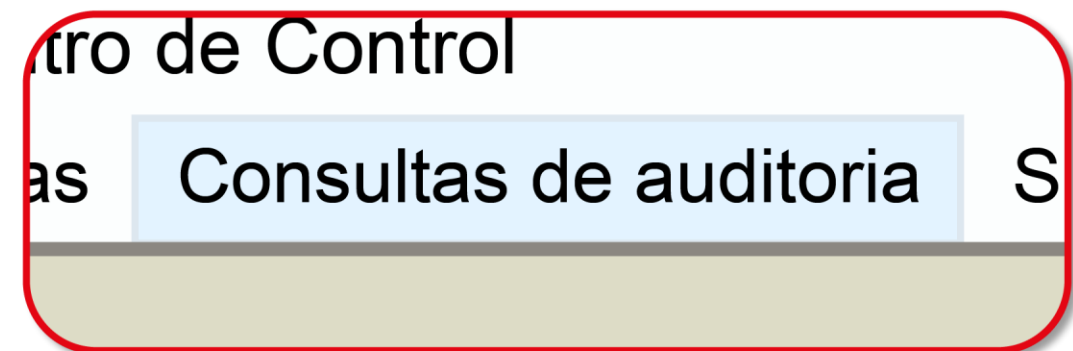 tro de Control
as Consultas de auditoria S